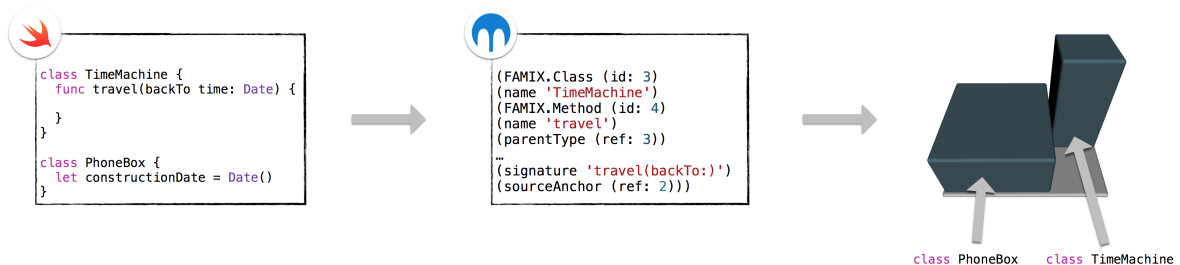 class TimeMachine {
func travel(backTo time: Date) {
}
}
class PhoneBox {
let constructionDate = Date()
}
(FAMIX.Class (id: 3)
(name 'TimeMachine')
(FAMIX.Method (id: 4)
(name 'travel')
(parentType (ref: 3))
…
(signature 'travel(backTo:)')
(sourceAnchor (ref: 2)))
class PhoneBox
class TimeMachine